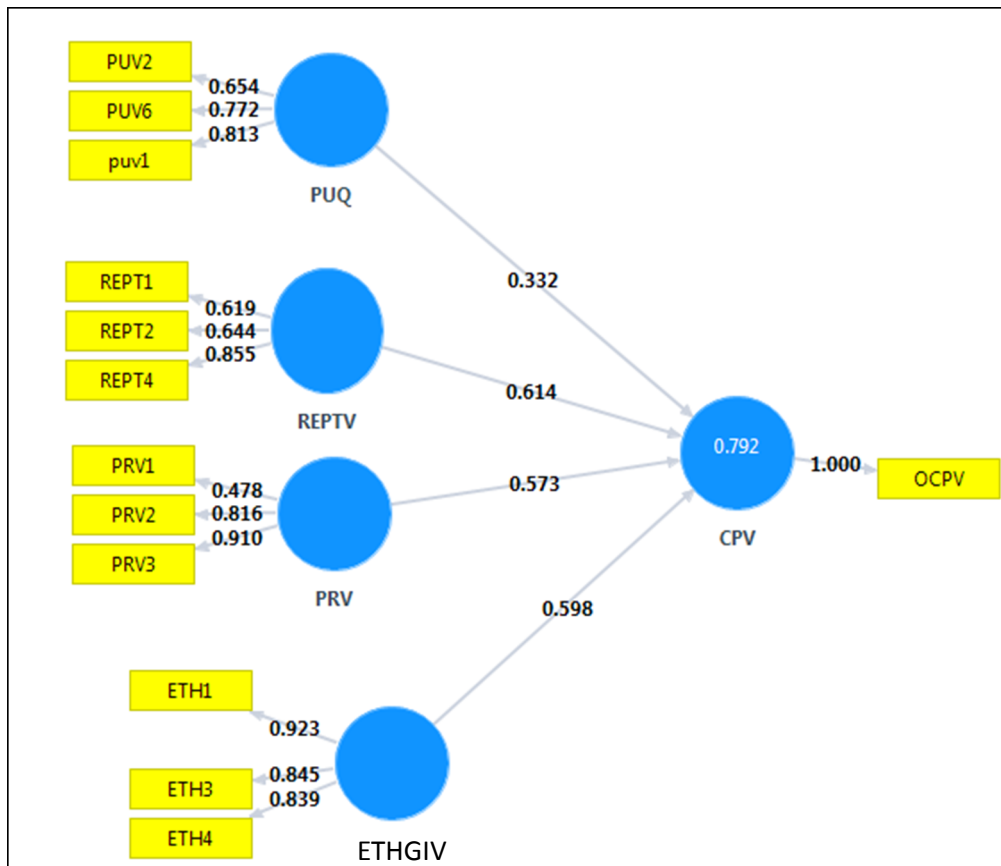 PUV2
0.654
PUV6
0.772
puv1
0.813
PUQ
0.332
REPT1
0.619
REPT2
0.644
REPT4
0.855
REPTV
0.614
PRV1
0.478
PRV2
0.816
PRV3
0.910
PRV
0.573
0.792
1.000
OCPV
CPV
0.598
ETH1
0.923
ETH3
0.845
ETH4
0.839
ETHGIV